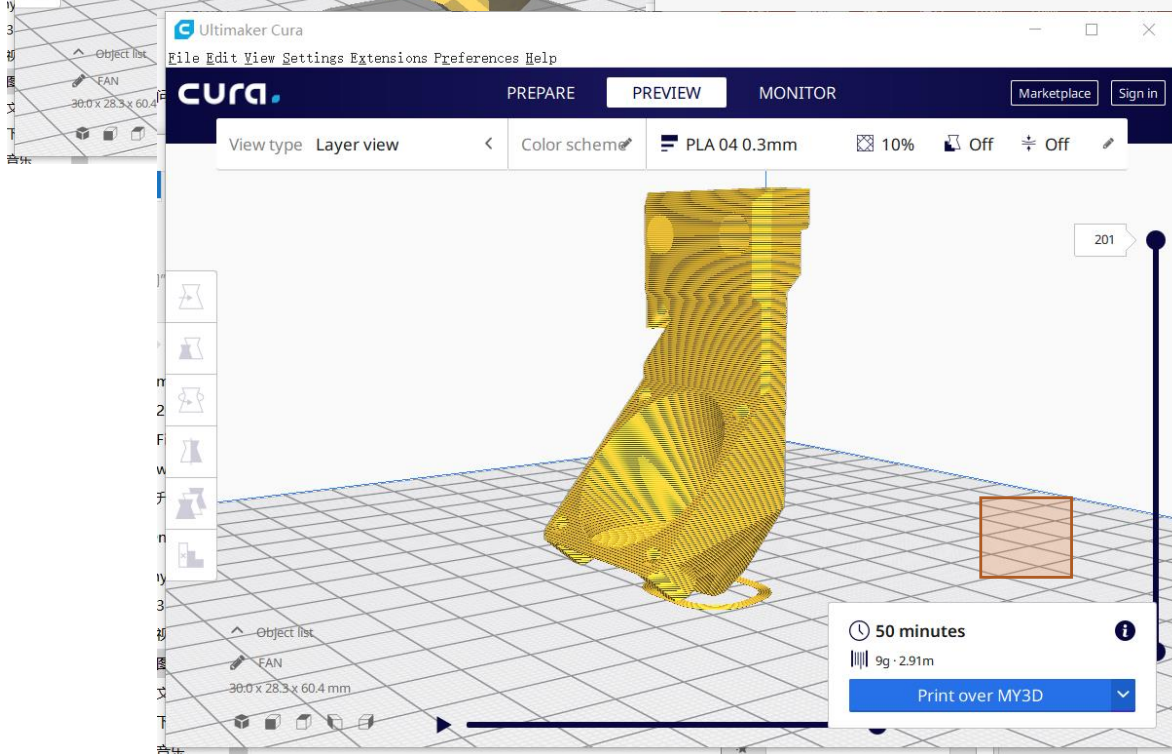 Object list
FAN
30.0 x 28.3 x 60.4
Ultimaker Cura
File Edit View Settings Extensions Preferences Help
cura.
PREPARE PREVIEW MONITOR
Marketplace Sign in
View type Layer view
Color scheme
PLA 04 0.3mm
10%
Off
Off
201
50 minutes
9g · 2.91m
Print over MY3D
Object list
FAN
30.0 x 28.3 x 60.4 mm